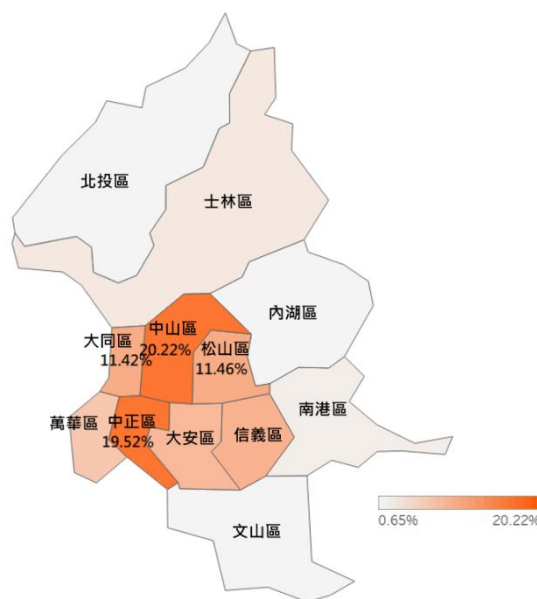 北投區
士林區
內湖區
中山區
20.22%
大同區
11.42%
松山區
11.46%
南港區
萬華區
中正區
19.52%
大安區
信義區
文山區
0.65%
20.22%